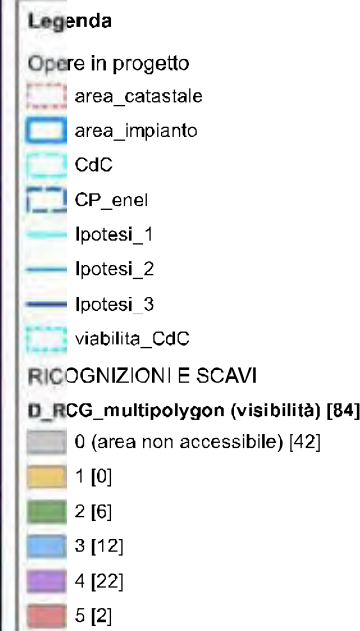 Legenda
Opere in progetto
area_catastale
area_impianto
CdC
CP_enel
Ipotesi_1
Ipotesi_2
Ipotesi_3
viabilita_CdC
RICOGNIZIONI E SCAVI
D_RCG_multipolygon (visibilità) [84]
0 (area non accessibile) [42]
1 [0]
2 [6]
3 [12]
4 [22]
5 [2]